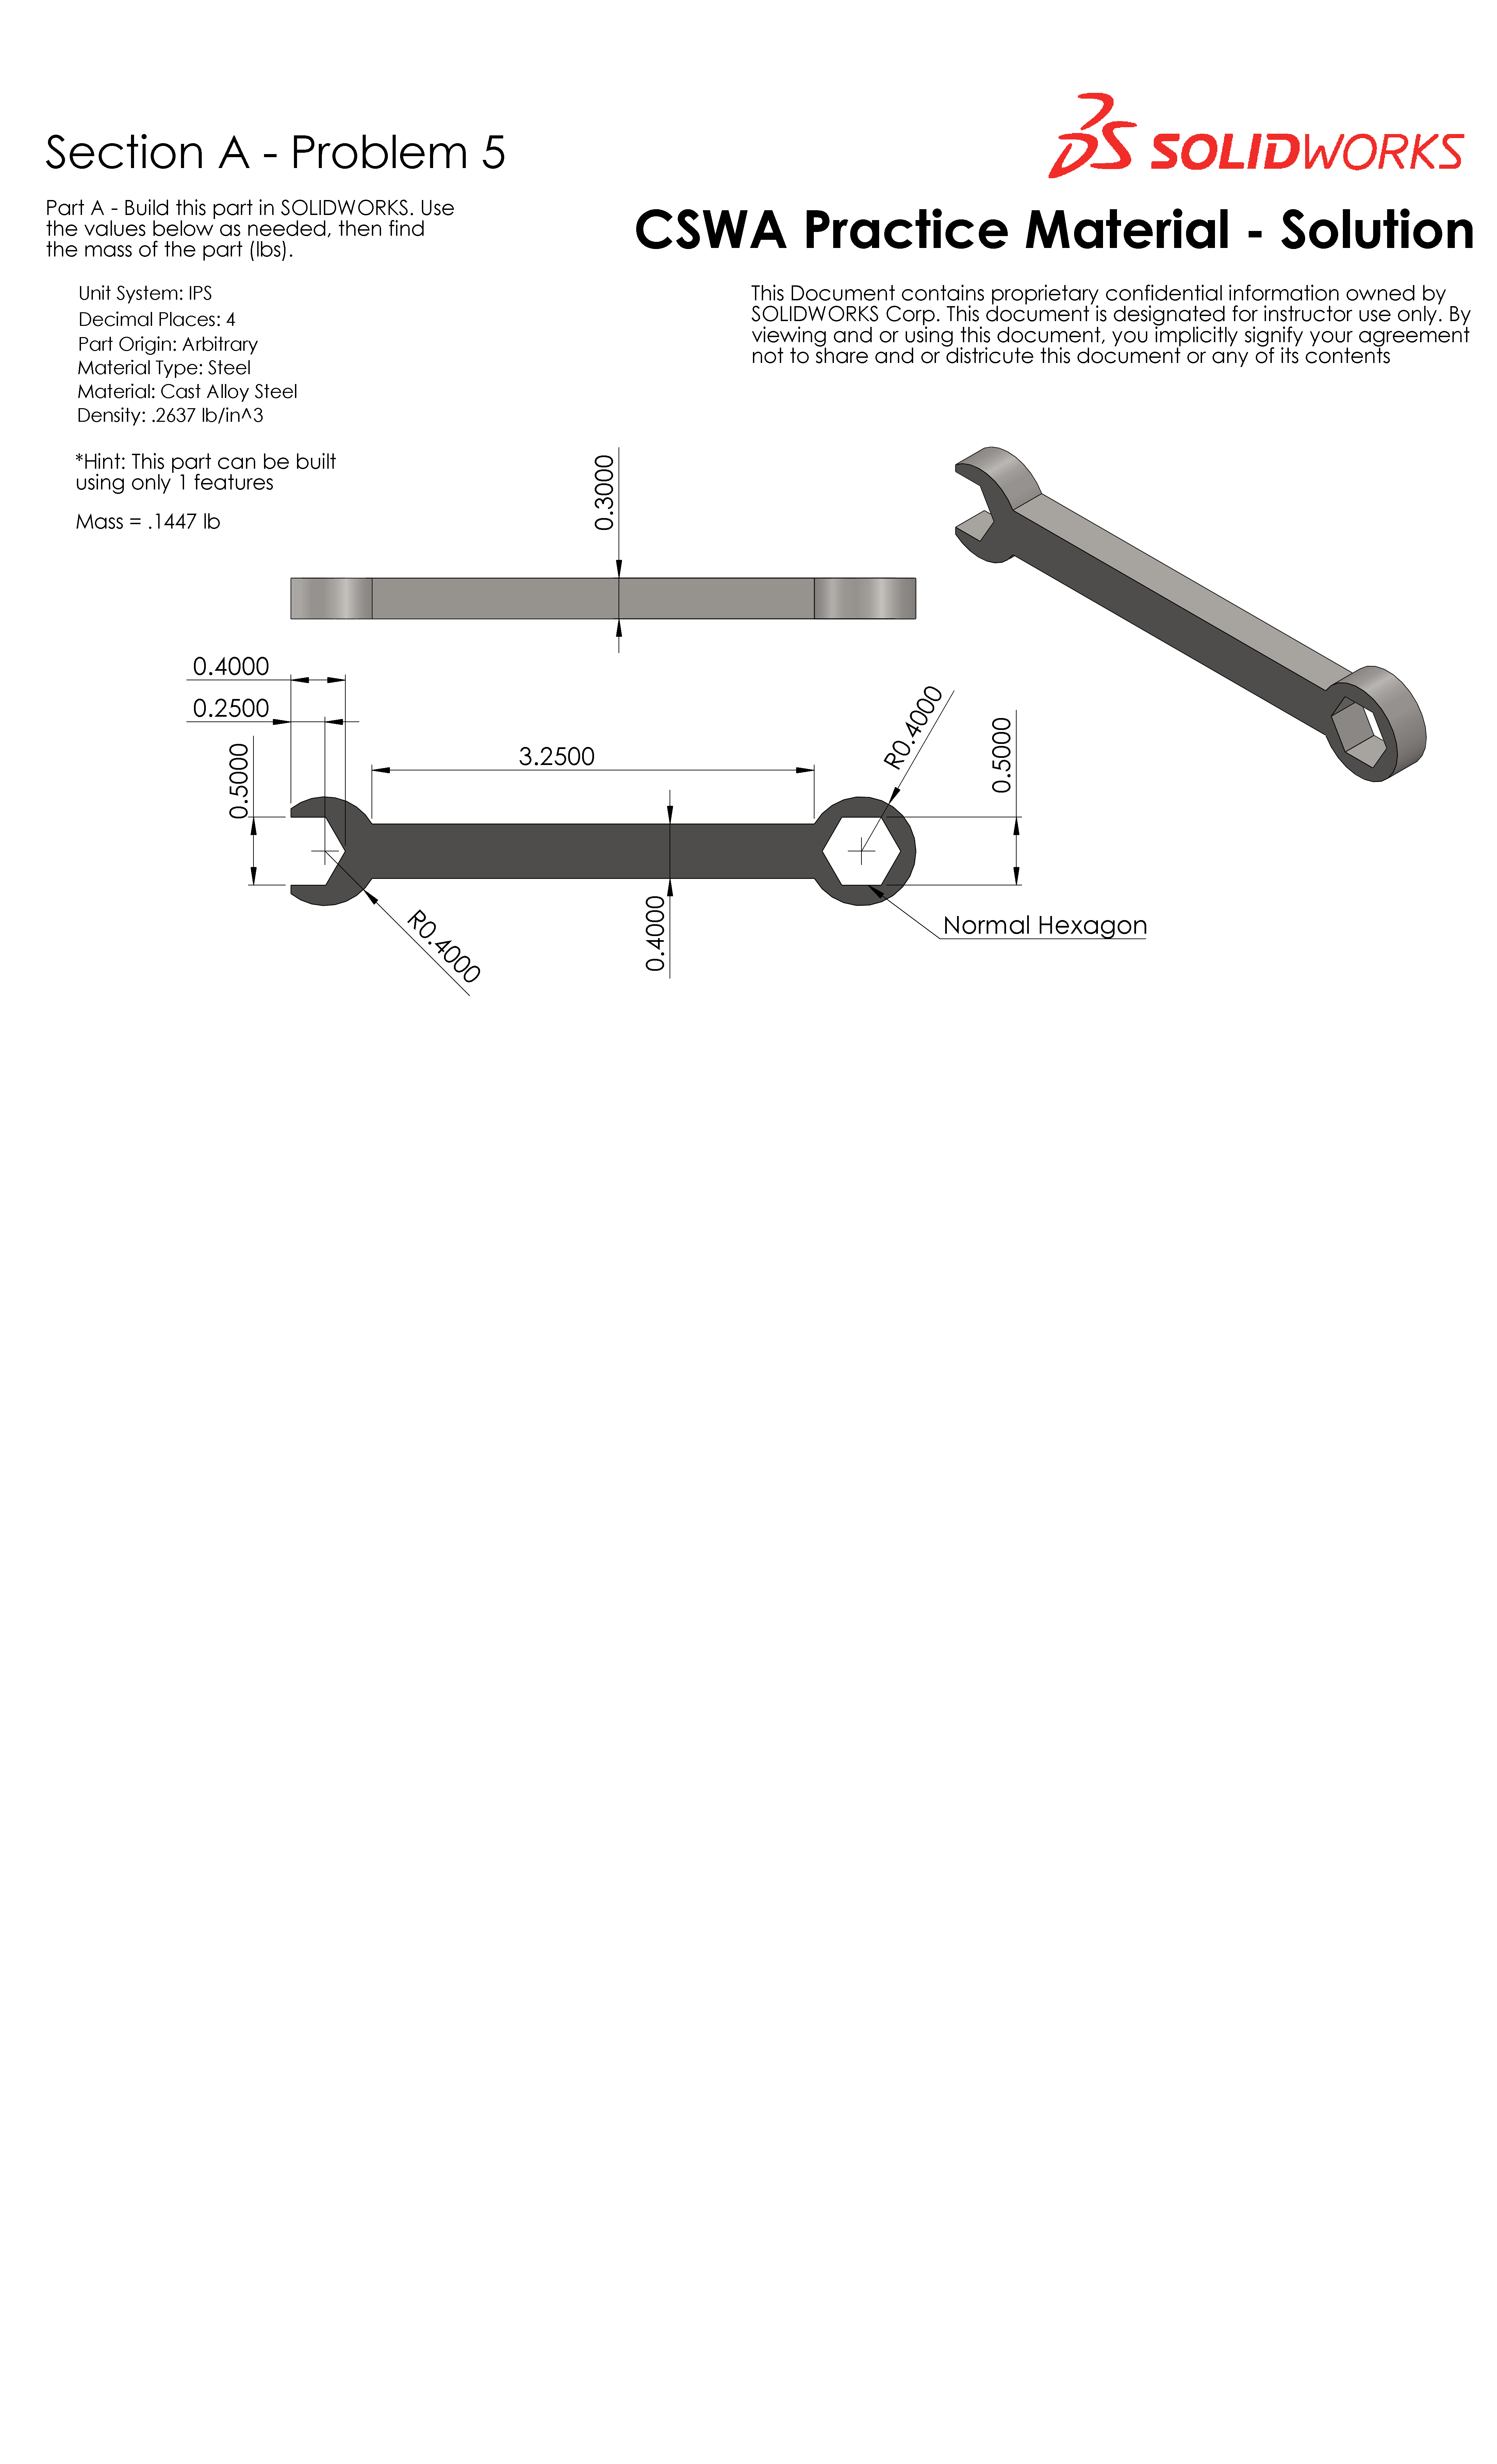 SOLIDWORKS
Section A - Problem 5
CSWA Practice Material - Solution
Part A - Build this part in SOLIDWORKS. Use
the values below as needed, then find
the mass of the part (lbs).
Unit System: IPS
Decimal Places: 4
Part Origin: Arbitrary
Material Type: Steel
Material: Cast Alloy Steel
Density: .2637 lb/in^3
*Hint: This part can be built
using only 1 features
Mass = .1447 lb
This Document contains proprietary confidential information owned by
SOLIDWORKS Corp. This document is designated for instructor use only. By
viewing and or using this document, you implicitly signify your agreement
not to share and or districute this document or any of its contents
0.3000
0.4000
0.2500
0.5000
3.2500
R0.4000
0.5000
R0.4000
0.4000
Normal Hexagon